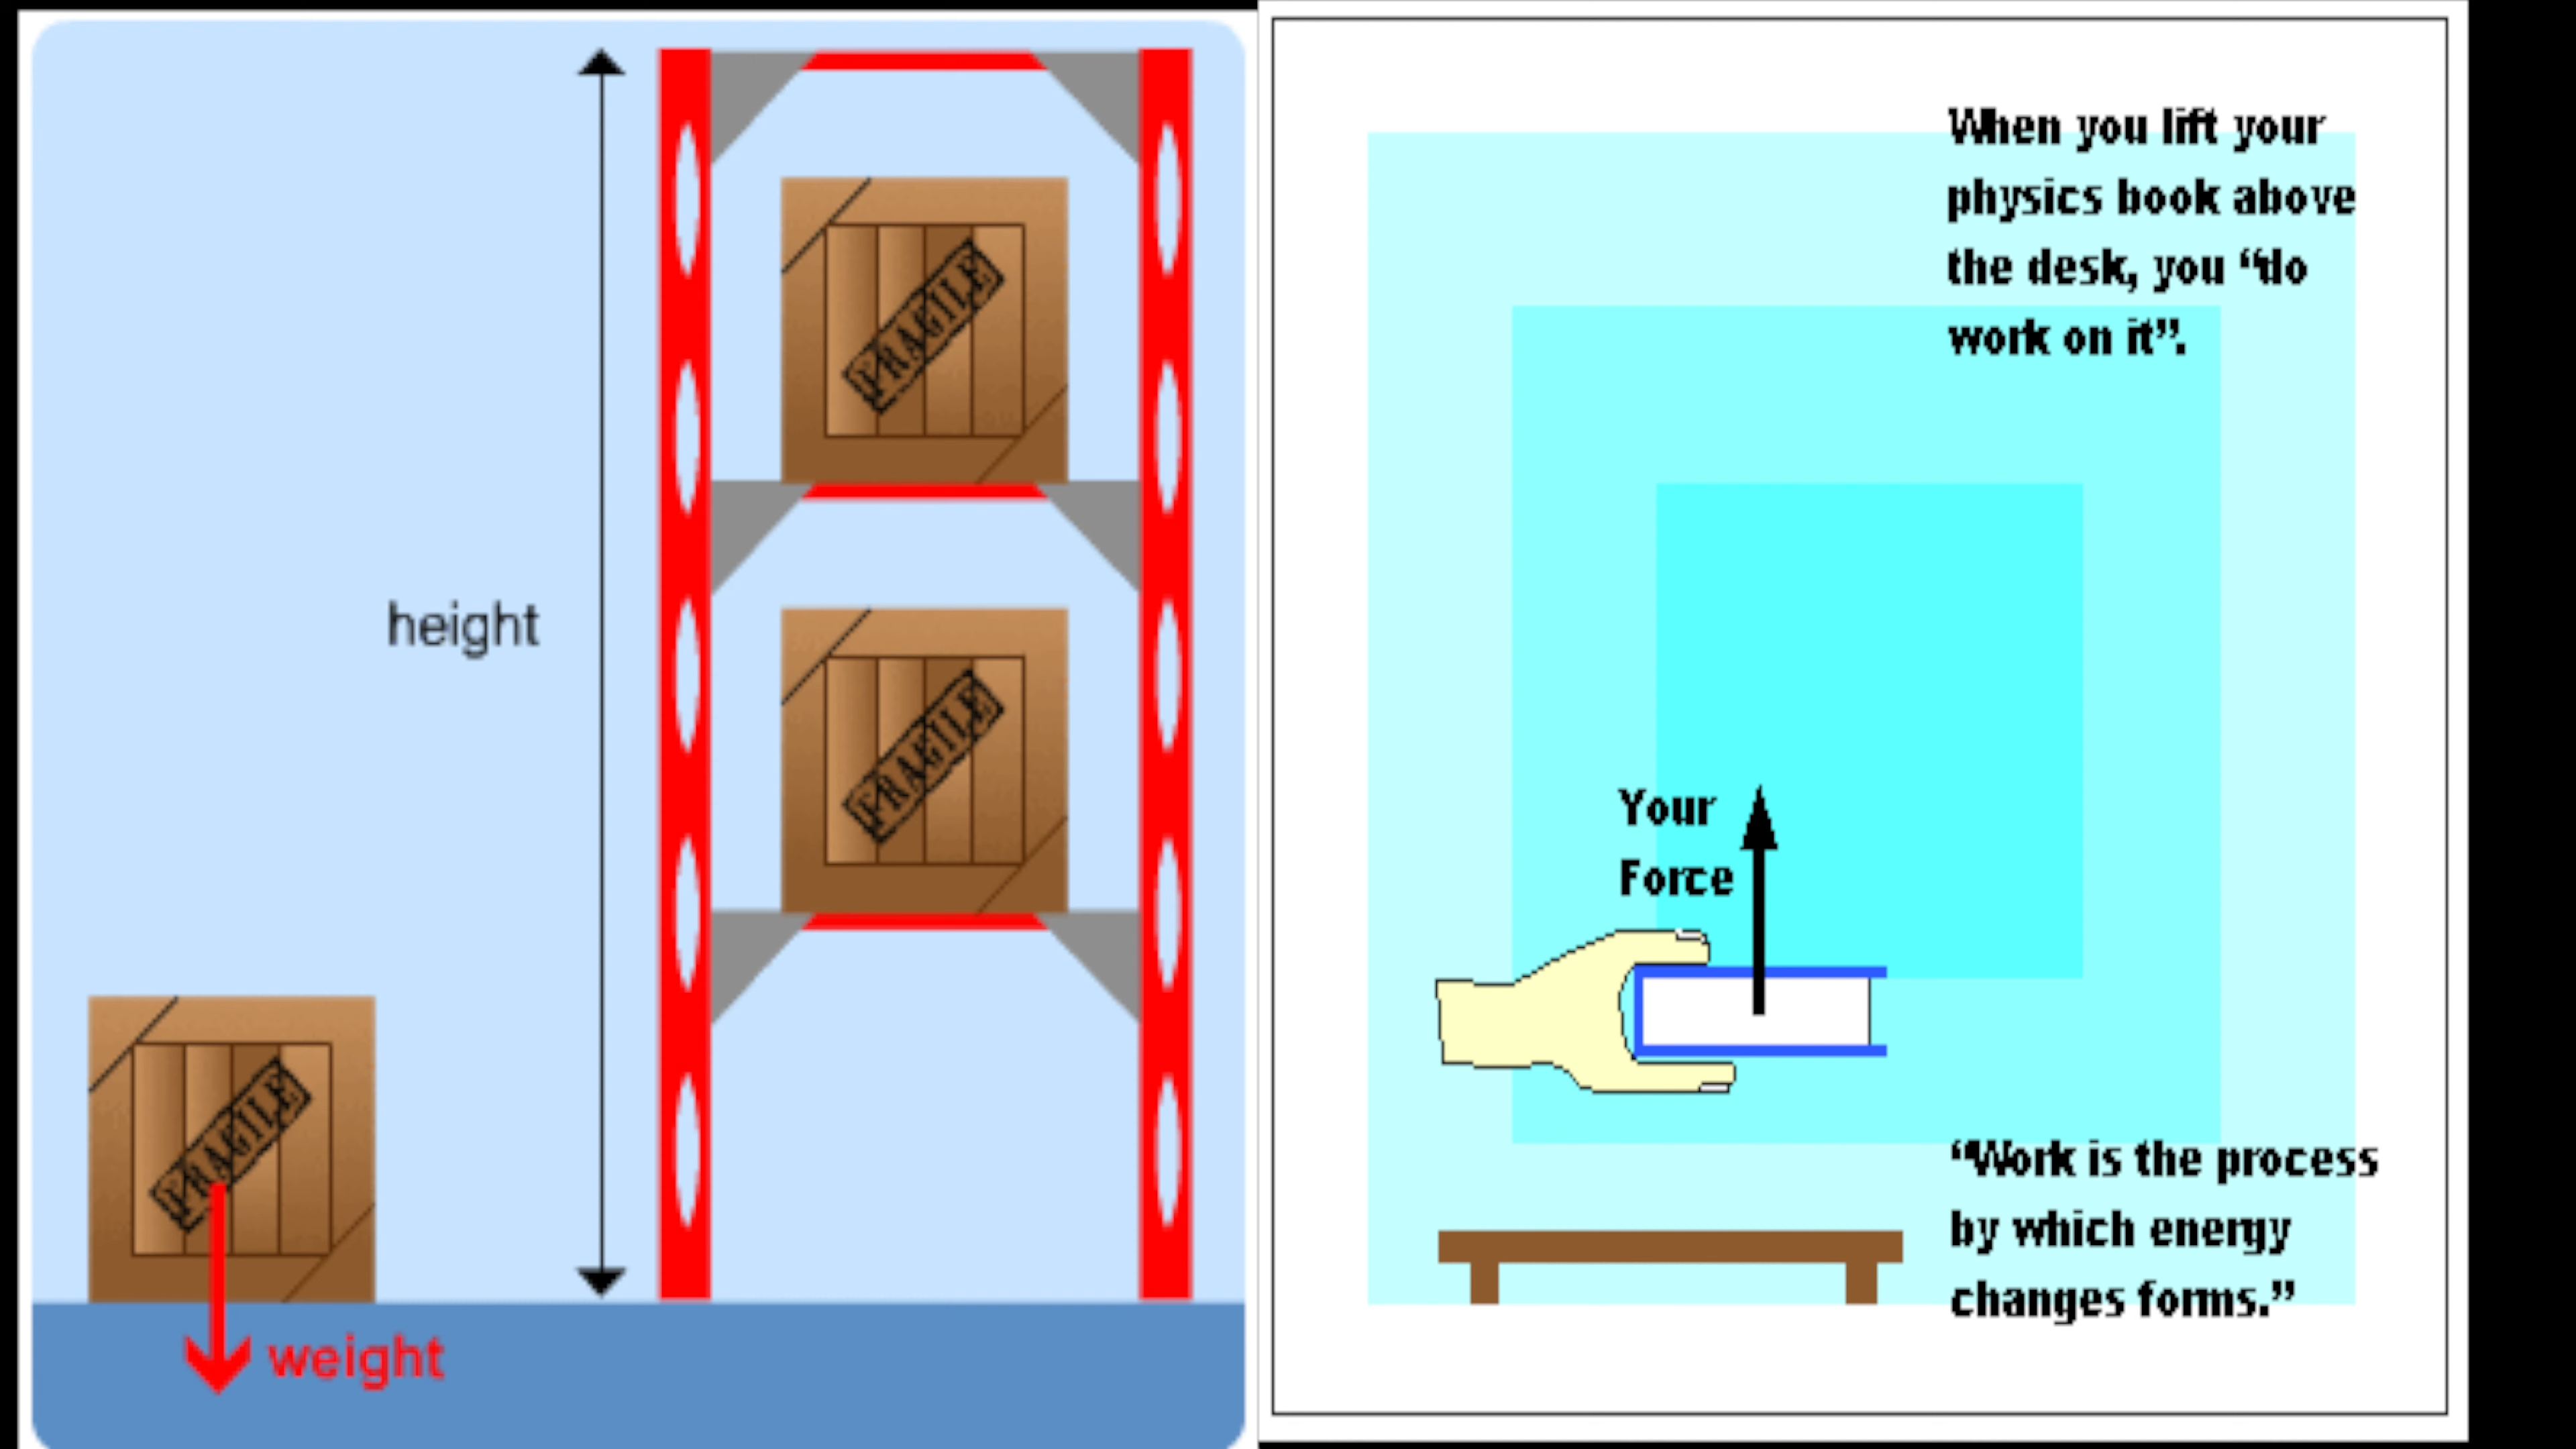 FRAGILE
height
FRAGILE
FRAGILE
weight
When you lift your
physics book above
the desk, you “do
work on it”.
Your
Force
“Work is the process
by which energy
changes forms.”